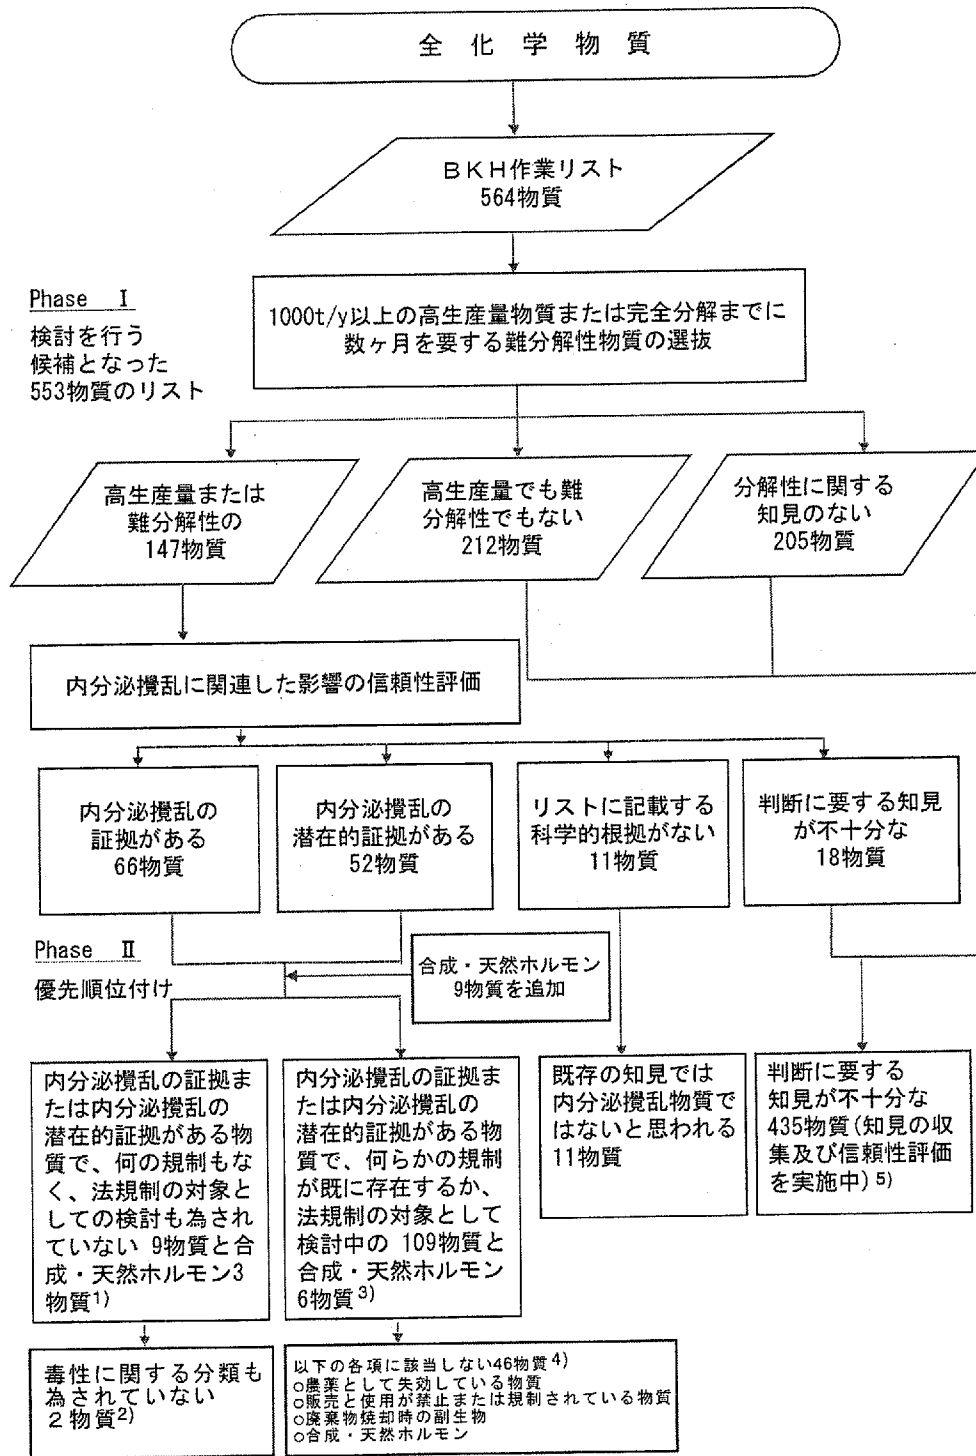 全化学物質
BKH作業リスト
564物質
Phase Ⅰ
検討を行う
候補となった
553物質のリスト
1000t/y以上の高生産量物質または完全分解までに
数ヶ月を要する難分解性物質の選抜
高生産量または
難分解性の
147物質
高生産量でも難
分解性でもない
212物質
分解性に関する
知見のない
205物質
内分泌攪乱に関連した影響の信頼性評価
内分泌攪乱の
証拠がある
66物質
内分泌攪乱の
潜在的証拠がある
52物質
リストに記載する
科学的根拠がない
11物質
判断に要する知見
が不十分な
18物質
Phase Ⅱ
優先順位付け
合成・天然ホルモン
9物質を追加
内分泌攪乱の証拠ま
たは内分泌攪乱の
潜在的証拠がある物
質で、何の規制もな
く、法規制の対象と
しての検討も為され
ていない 9物質と合
成・天然ホルモン3
物質1)
内分泌攪乱の証拠ま
たは内分泌攪乱の
潜在的証拠がある物
質で、何らかの規制
が既に存在するか、
法規制の対象として
検討中の 109物質と
合成・天然ホルモン
6物質3)
既存の知見では
内分泌攪乱物質で
はないと思われる
11物質
判断に要する
知見が不十分な
435物質(知見の収
集及び信頼性評価
を実施中)5)
毒性に関する分類も
為されていない
2物質2)
以下の各項に該当しない46物質4)
○農薬として失効している物質
○販売と使用が禁止または規制されている物質
○廃棄物焼却時の副生物
○合成・天然ホルモン